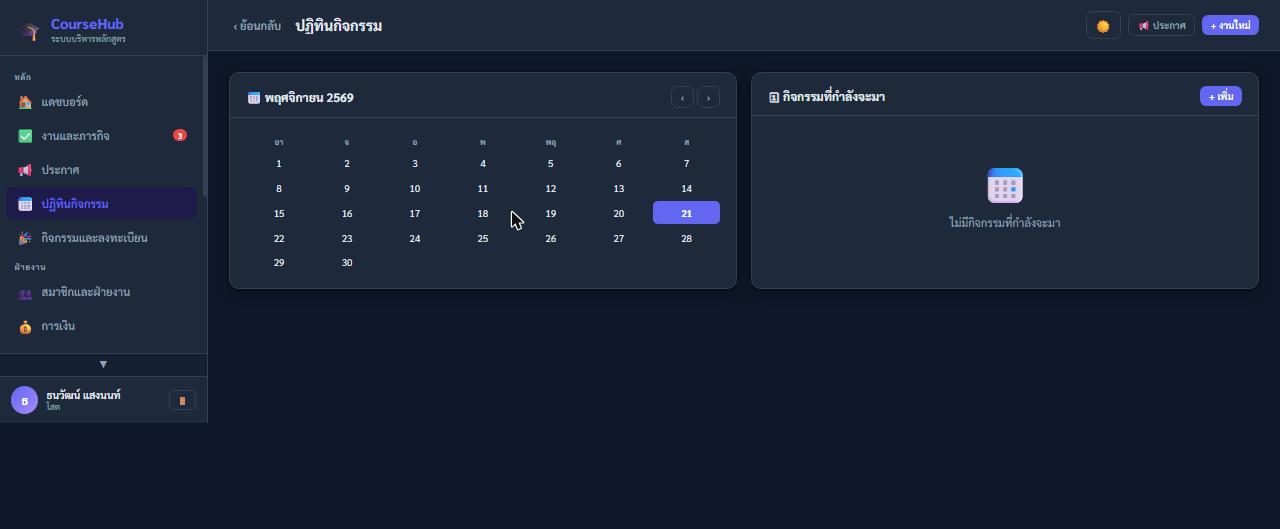 CourseHub
ระบบบริหารหลักสูตร
หลัก
แดชบอร์ด
งานและภารกิจ 3
ประกาศ
ปฏิทินกิจกรรม
กิจกรรมและลงทะเบียน
ฝ่ายงาน
สมาชิกและฝ่ายงาน
การเงิน
▼
ธ ธนวัฒน์ แสงนนท์
โสต
‹ ย้อนกลับ ปฏิทินกิจกรรม
ประกาศ + งานใหม่
พฤศจิกายน 2569 ‹ ›
อา จ อ พ พฤ ศ ส
1 2 3 4 5 6 7
8 9 10 11 12 13 14
15 16 17 18 19 20 21
22 23 24 25 26 27 28
29 30
กิจกรรมที่กำลังจะมา + เพิ่ม
ไม่มีกิจกรรมที่กำลังจะมา